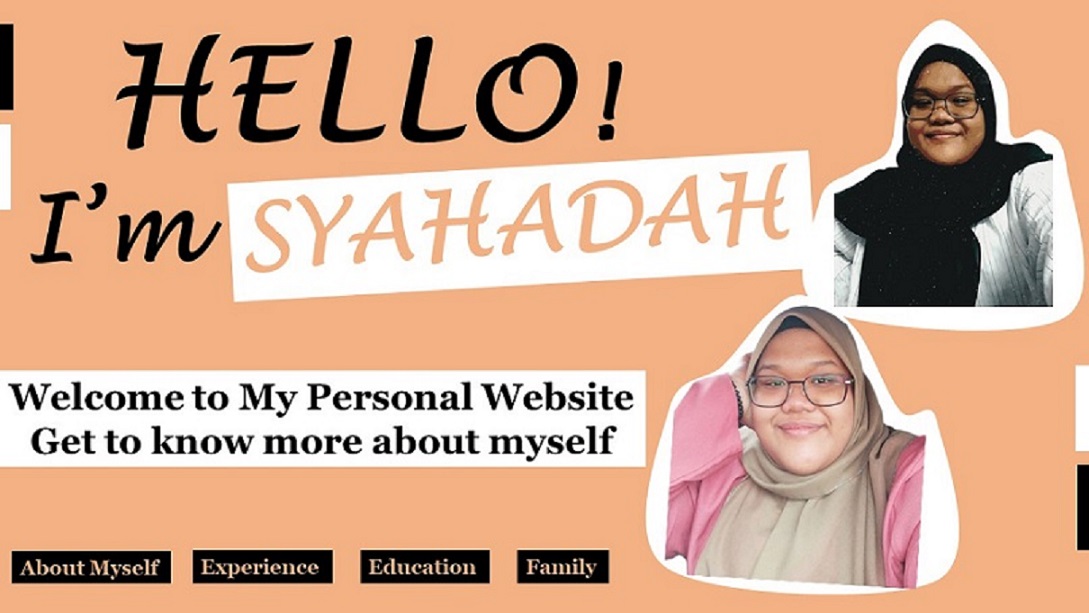 HELLO!
I'm SYAHADAH
Welcome to My Personal Website
Get to know more about myself
About Myself
Experience
Education
Family